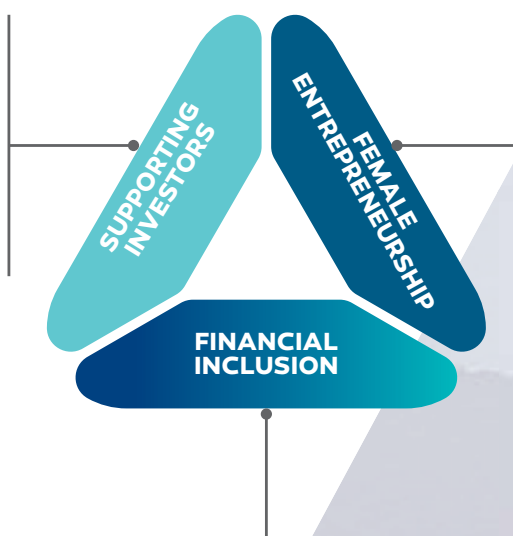 SUPPORTING
INVESTORS
FEMALE
ENTREPRENEURSHIP
FINANCIAL
INCLUSION